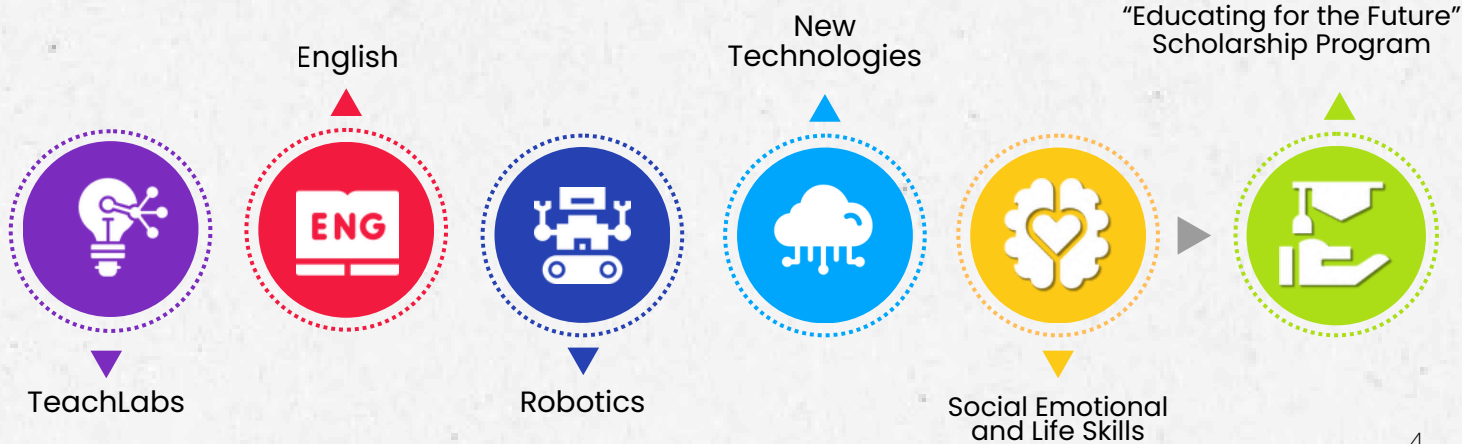 English
New
Technologies
“Educating for the Future”
Scholarship Program
ENG
TeachLabs
Robotics
Social Emotional
and Life Skills
4